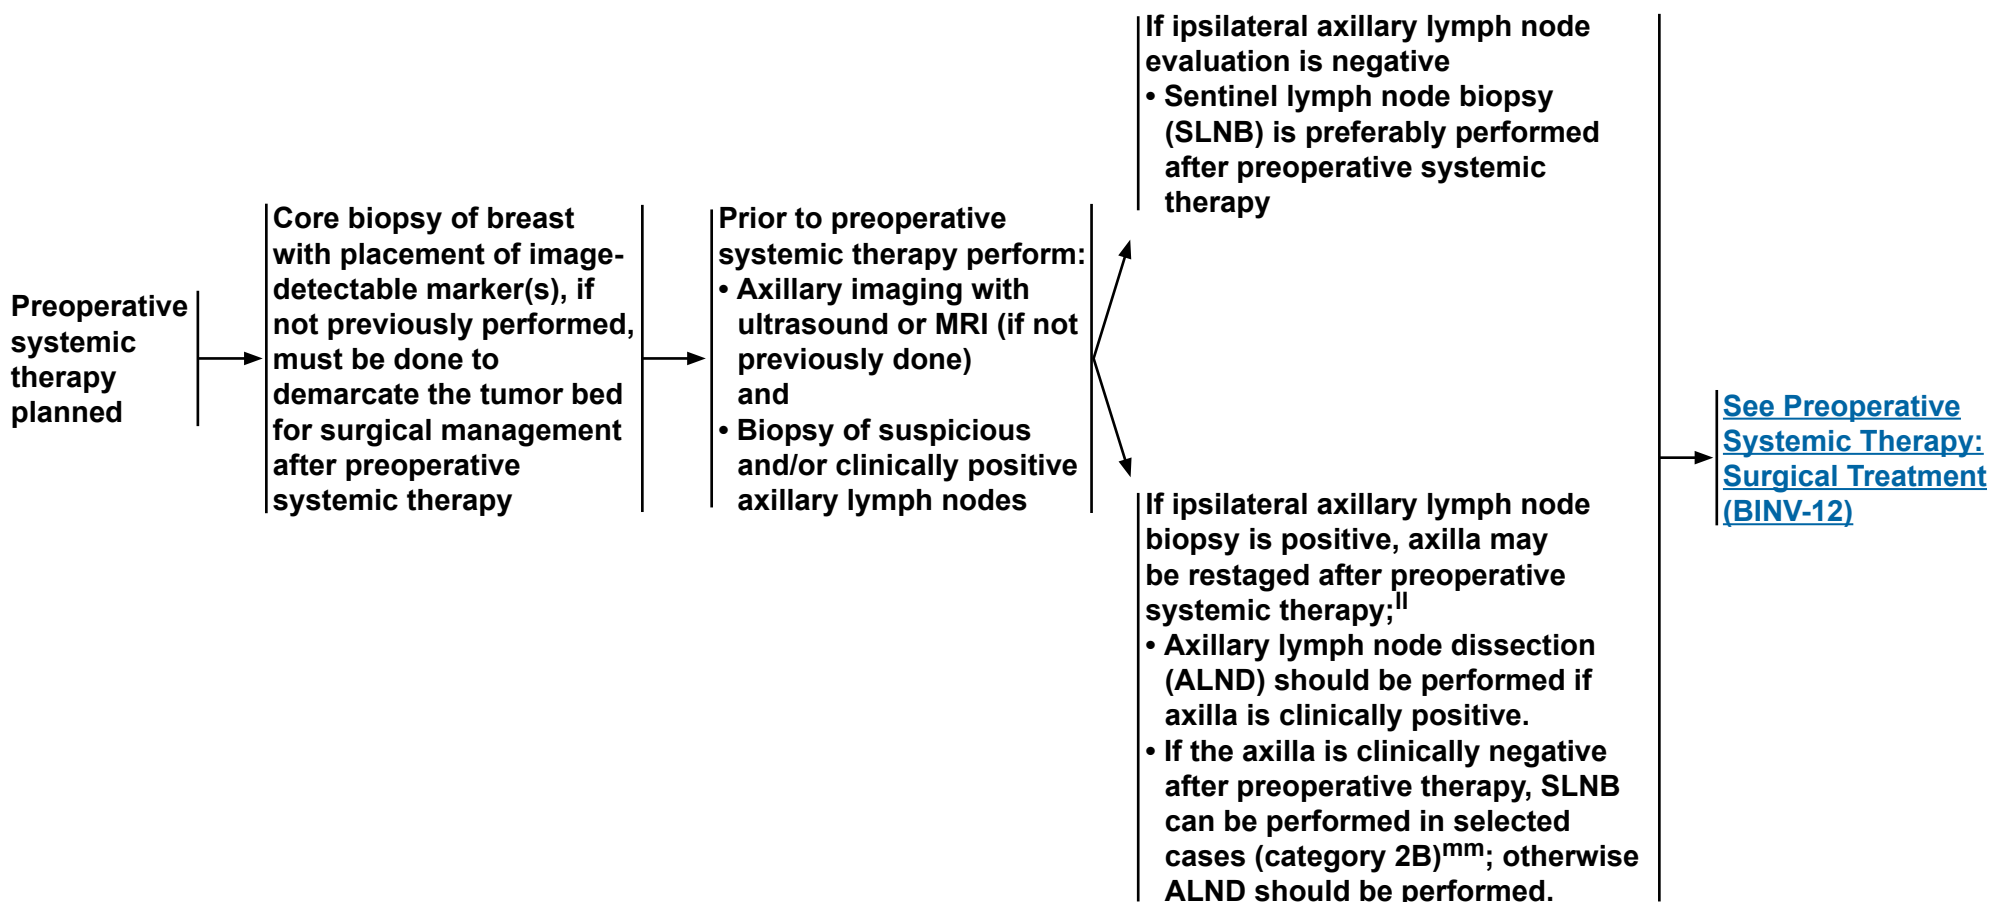 Preoperative
systemic
therapy
planned
Core biopsy of breast
with placement of image-
detectable marker(s), if
not previously performed,
must be done to
demarcate the tumor bed
for surgical management
after preoperative
systemic therapy
Prior to preoperative
systemic therapy perform:
• Axillary imaging with
ultrasound or MRI (if not
previously done)
and
• Biopsy of suspicious
and/or clinically positive
axillary lymph nodes
If ipsilateral axillary lymph node
evaluation is negative
• Sentinel lymph node biopsy
(SLNB) is preferably performed
after preoperative systemic
therapy
If ipsilateral axillary lymph node
biopsy is positive, axilla may
be restaged after preoperative
systemic therapy;ll
• Axillary lymph node dissection
(ALND) should be performed if
axilla is clinically positive.
• If the axilla is clinically negative
after preoperative therapy, SLNB
can be performed in selected
cases (category 2B)mm; otherwise
ALND should be performed.
See Preoperative
Systemic Therapy:
Surgical Treatment
(BINV-12)